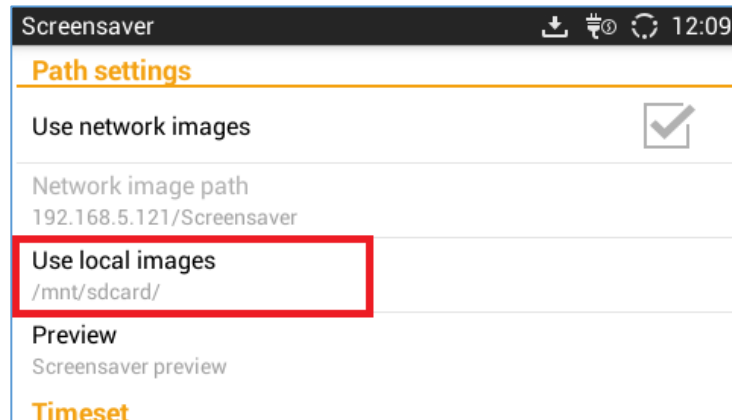 Screensaver 12:09
Path settings
Use network images
Network image path
192.168.5.121/Screensaver
Use local images
/mnt/sdcard/
Preview
Screensaver preview
Timeset